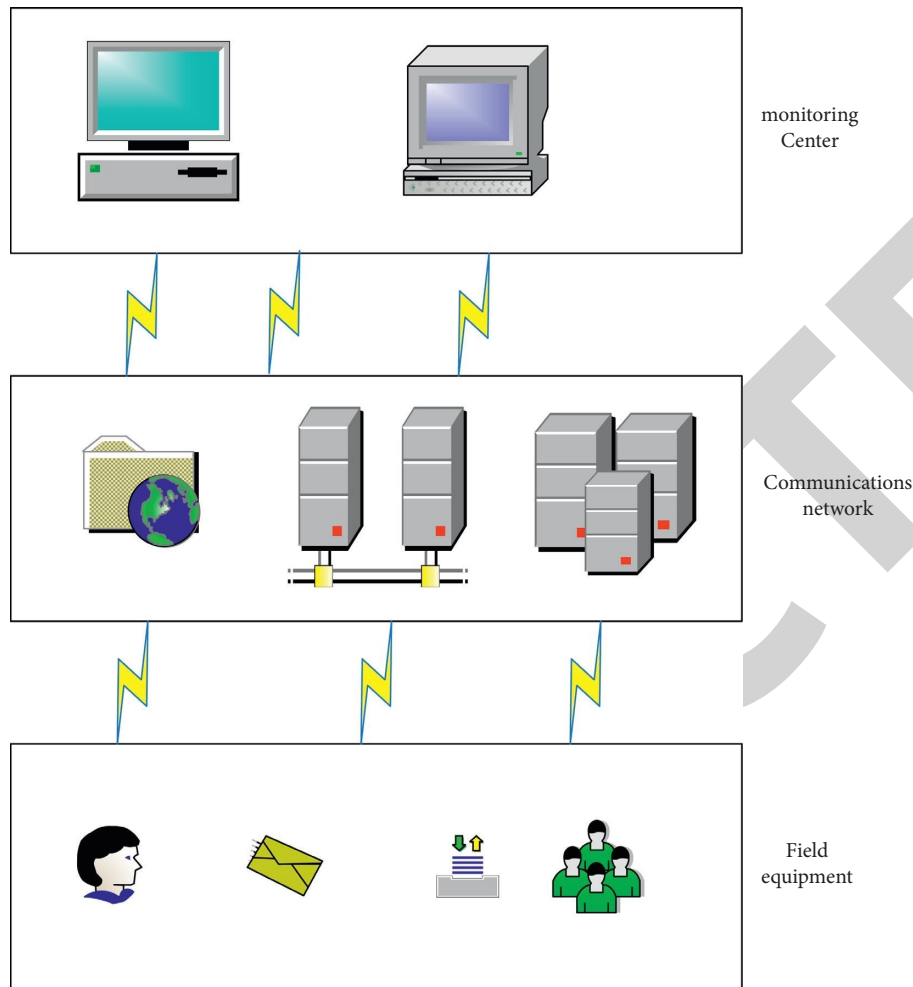 monitoring
Center
Communications
network
Field
equipment